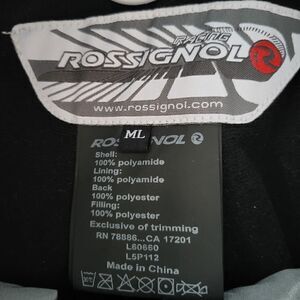 RACING
ROSSIGNOL R
www.rossignol.com
ML
ROSSIGNOL R
Shell:
100% polyamide
Lining:
100% polyamide
Back
100% polyester
Filling:
100% polyester
Exclusive of trimming
RN 78886...CA 17201
L60660
L5P112
Made in China